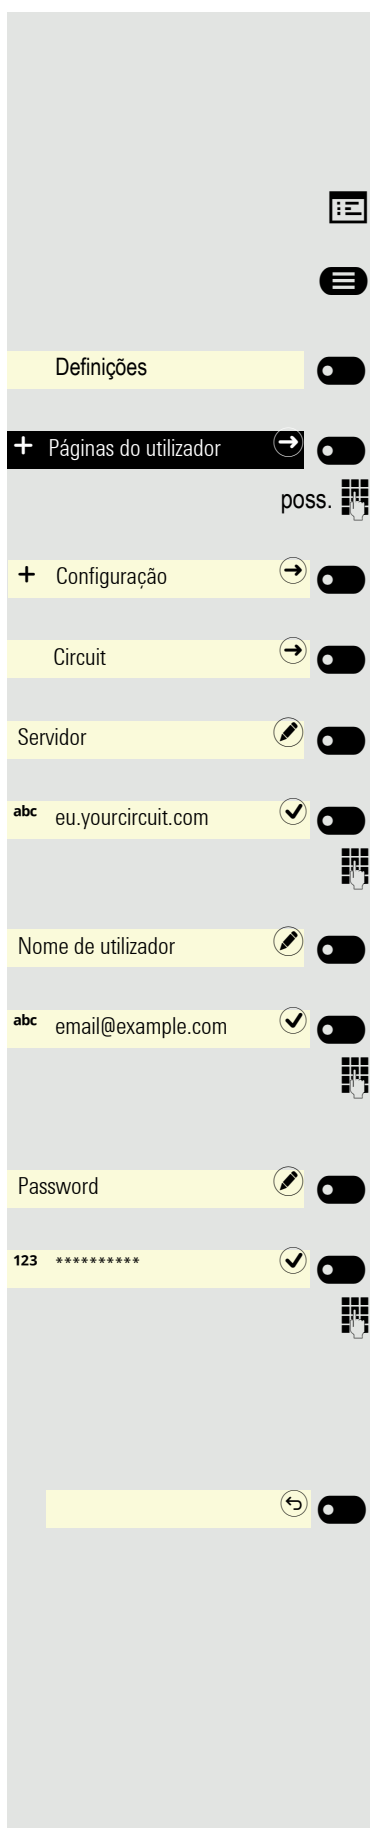 Definições
+ Páginas do utilizador
poss.
+ Configuração
Circuit
Servidor
abc eu.yourcircuit.com
Nome de utilizador
abc email@example.com
Password
123 **********